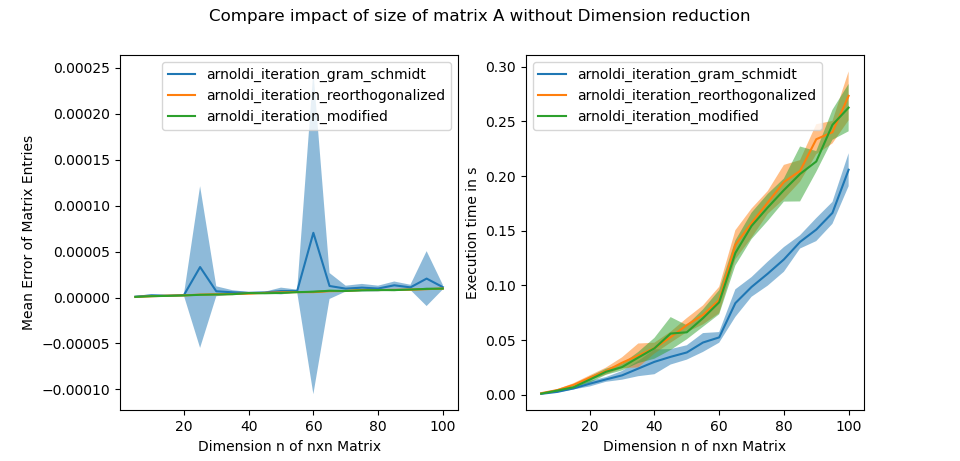 Compare impact of size of matrix A without Dimension reduction
Mean Error of Matrix Entries
0.00025
0.00020
0.00015
0.00010
0.00005
0.00000
−0.00005
−0.00010
arnoldi_iteration_gram_schmidt
arnoldi_iteration_reorthogonalized
arnoldi_iteration_modified
20
40
60
80
100
Dimension n of nxn Matrix
Execution time in s
0.30
0.25
0.20
0.15
0.10
0.05
0.00
arnoldi_iteration_gram_schmidt
arnoldi_iteration_reorthogonalized
arnoldi_iteration_modified
20
40
60
80
100
Dimension n of nxn Matrix